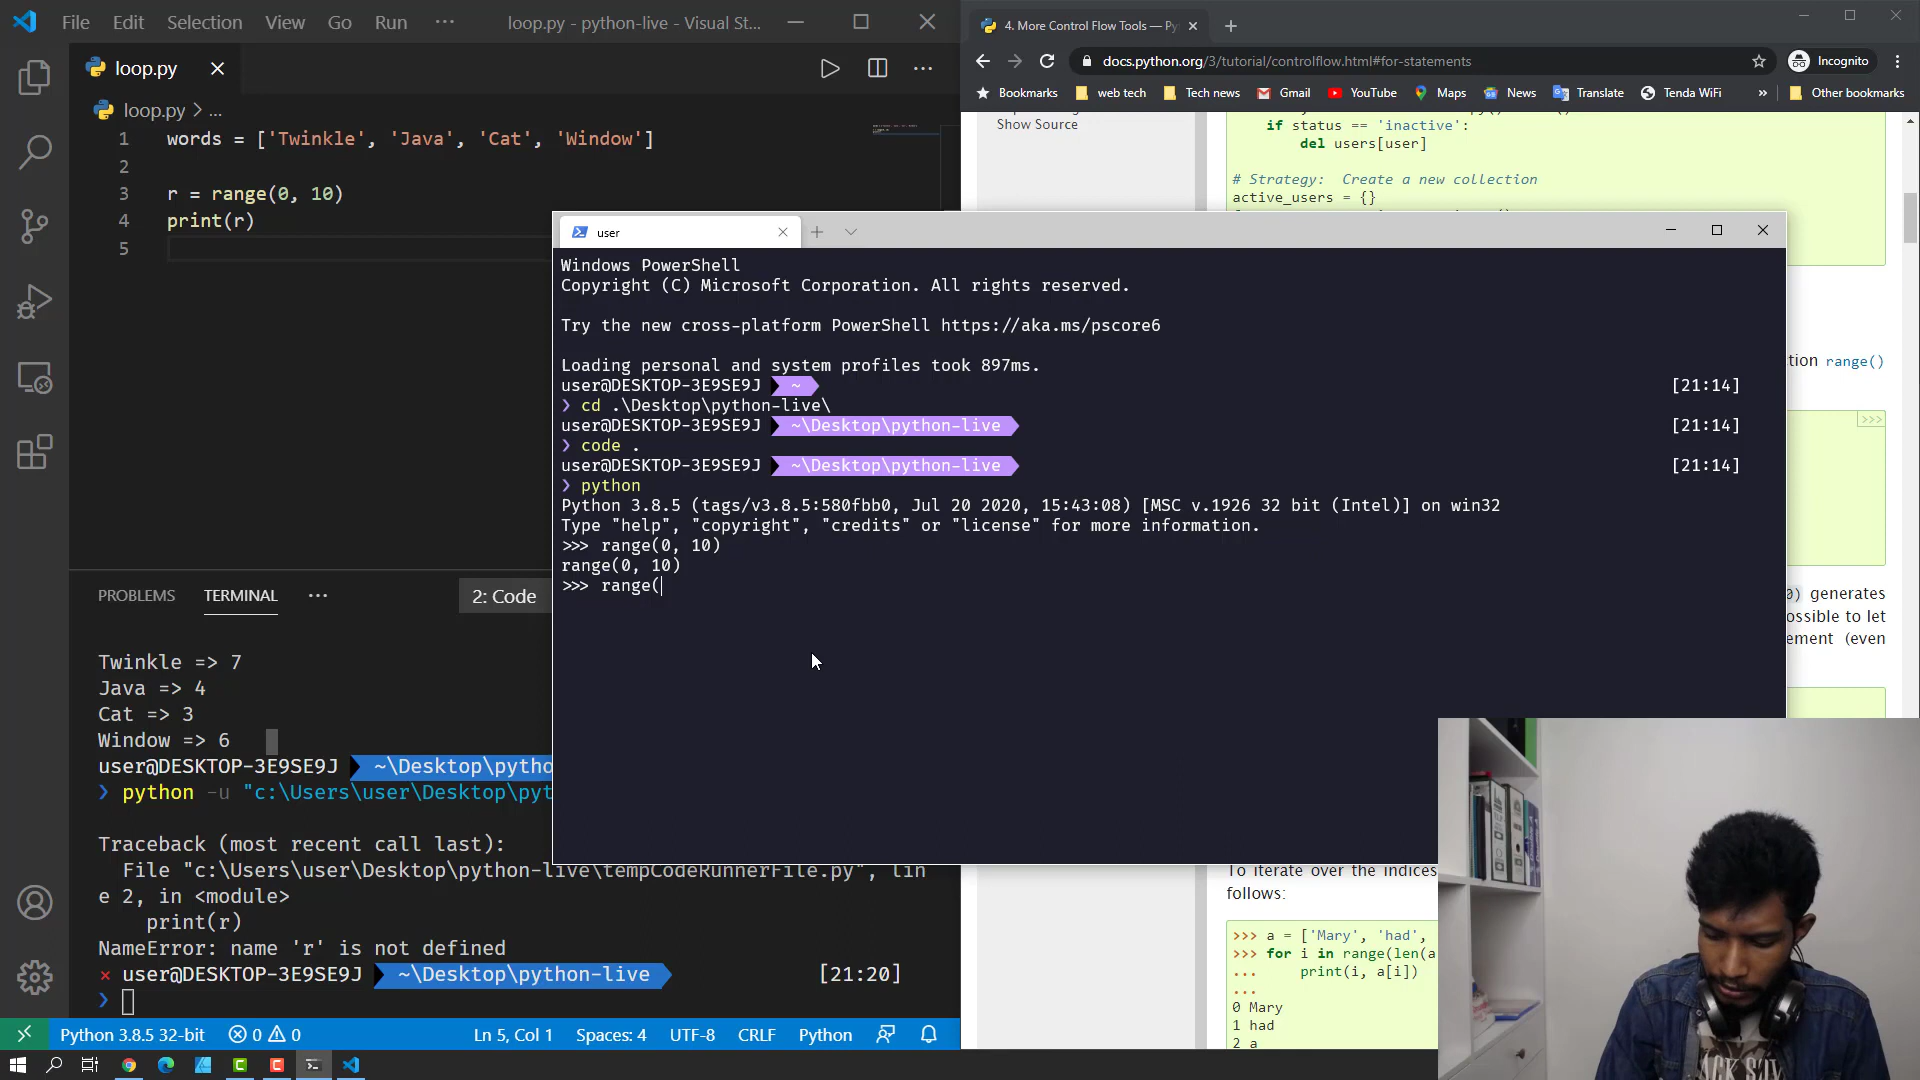 File Edit Selection View Go Run ··· loop.py - python-live - Visual St...
loop.py
loop.py > ...
1 words = ['Twinkle', 'Java', 'Cat', 'Window']
2
3 r = range(0, 10)
4 print(r)
5
PROBLEMS TERMINAL ··· 2: Code
Twinkle => 7
Java => 4
Cat => 3
Window => 6
user@DESKTOP-3E9SE9J ~\Desktop\pytho
❯ python -u "c:\Users\user\Desktop\pyt
Traceback (most recent call last):
File "c:\Users\user\Desktop\python-live\tempCodeRunnerFile.py", lin
e 2, in <module>
print(r)
NameError: name 'r' is not defined
× user@DESKTOP-3E9SE9J ~\Desktop\python-live [21:20]
❯
Python 3.8.5 32-bit 0 0 Ln 5, Col 1 Spaces: 4 UTF-8 CRLF Python
user
Windows PowerShell
Copyright (C) Microsoft Corporation. All rights reserved.
Try the new cross-platform PowerShell https://aka.ms/pscore6
Loading personal and system profiles took 897ms.
user@DESKTOP-3E9SE9J ~ [21:14]
❯ cd .\Desktop\python-live\
user@DESKTOP-3E9SE9J ~\Desktop\python-live [21:14]
❯ code .
user@DESKTOP-3E9SE9J ~\Desktop\python-live [21:14]
❯ python
Python 3.8.5 (tags/v3.8.5:580fbb0, Jul 20 2020, 15:43:08) [MSC v.1926 32 bit (Intel)] on win32
Type "help", "copyright", "credits" or "license" for more information.
>>> range(0, 10)
range(0, 10)
>>> range(
4. More Control Flow Tools — Py
docs.python.org/3/tutorial/controlflow.html#for-statements Incognito
Bookmarks web tech Tech news Gmail YouTube Maps News Translate Tenda WiFi » Other bookmarks
Show Source
if status == 'inactive':
del users[user]
# Strategy: Create a new collection
active_users = {}
tion range()
>>>
0) generates
ossible to let
ement (even
To iterate over the indices
follows:
>>> a = ['Mary', 'had',
>>> for i in range(len(a
... print(i, a[i])
...
0 Mary
1 had
2 a